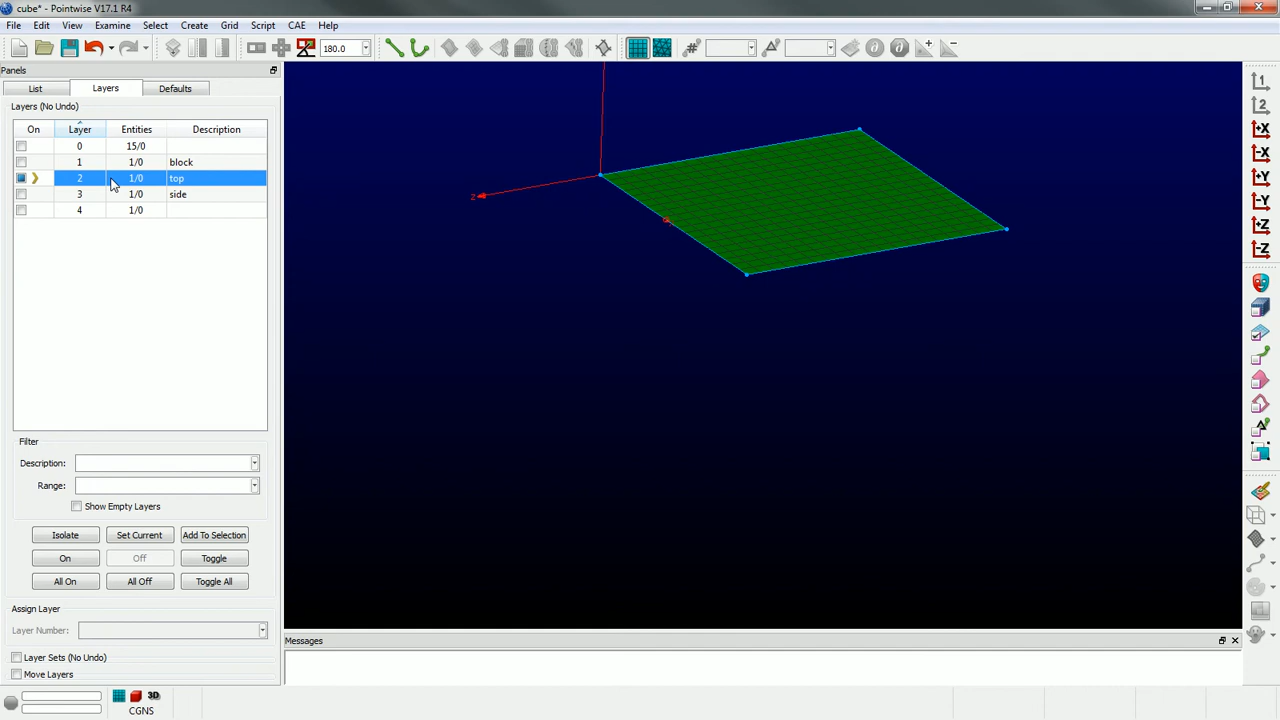 cube* - Pointwise V17.1 R4
File Edit View Examine Select Create Grid Script CAE Help
180.0
Panels
List Layers Defaults
Layers (No Undo)
On Layer Entities Description
0 15/0
1 1/0 block
2 1/0 top
3 1/0 side
4 1/0
Filter
Description:
Range:
Show Empty Layers
Isolate Set Current Add To Selection
On Off Toggle
All On All Off Toggle All
Assign Layer
Layer Number:
Layer Sets (No Undo)
Move Layers
z
Messages
3D
CGNS
1
2
+X
-X
+Y
-Y
+Z
-Z